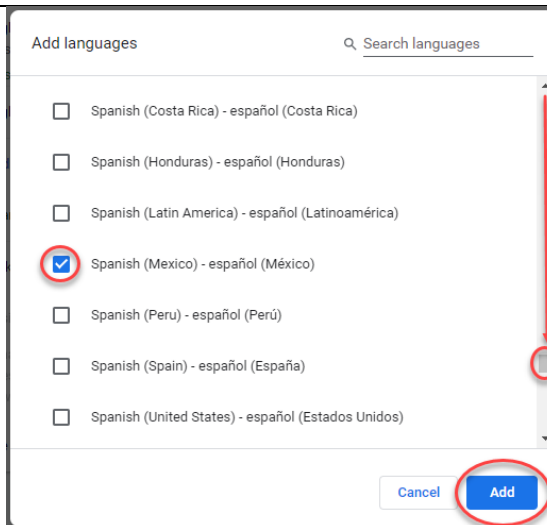 Add languages
Search languages
Spanish (Costa Rica) - español (Costa Rica)
Spanish (Honduras) - español (Honduras)
Spanish (Latin America) - español (Latinoamérica)
Spanish (Mexico) - español (México)
Spanish (Peru) - español (Perú)
Spanish (Spain) - español (España)
Spanish (United States) - español (Estados Unidos)
Cancel
Add